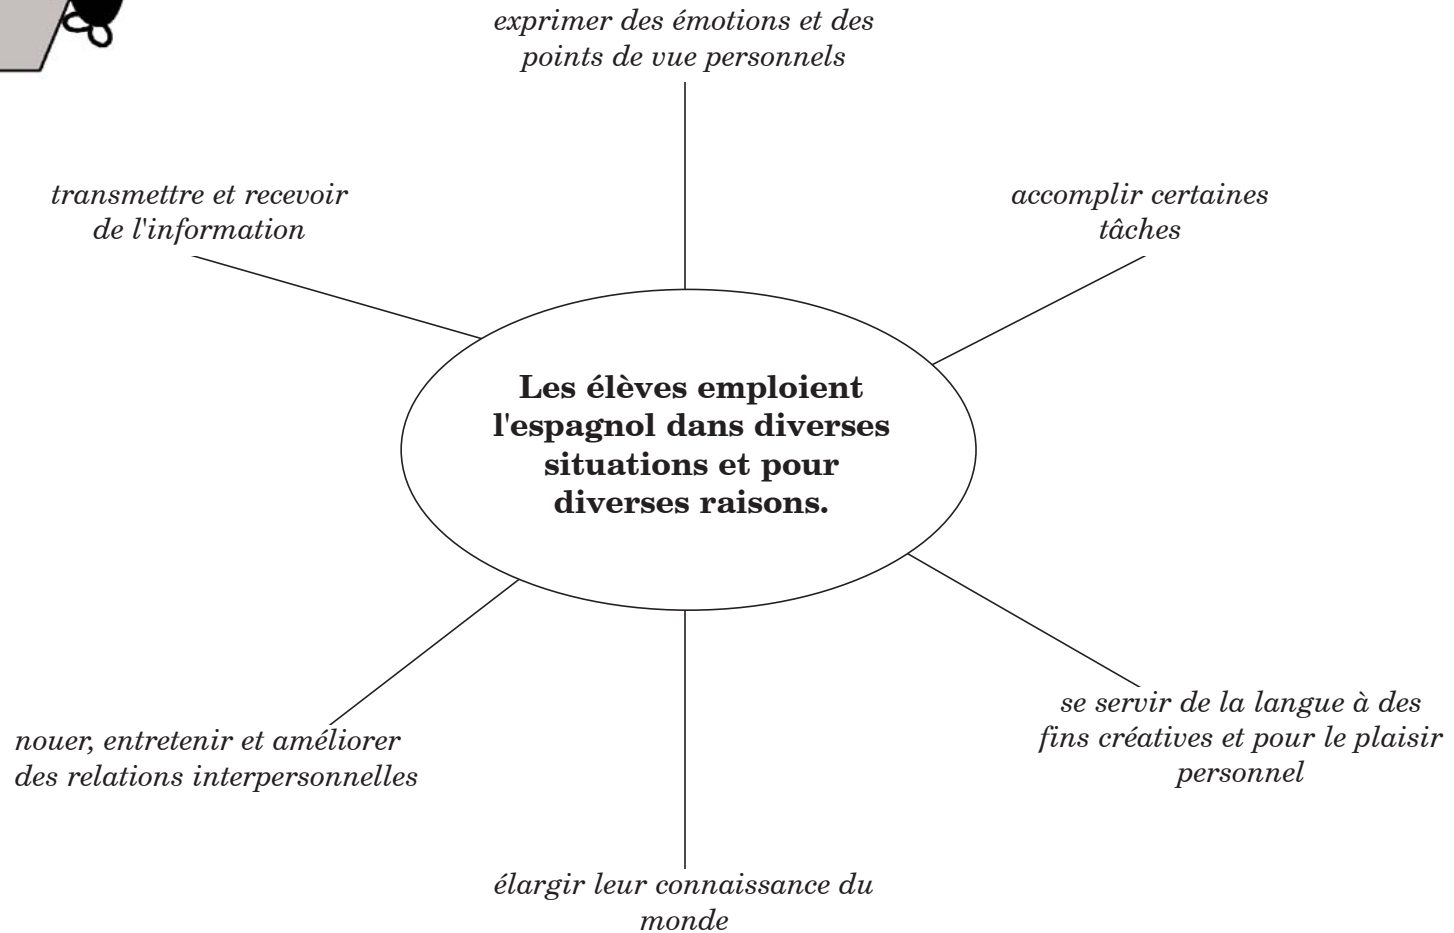 exprimer des émotions et des
points de vue personnels
transmettre et recevoir
de l'information
accomplir certaines
tâches
Les élèves emploient
l'espagnol dans diverses
situations et pour
diverses raisons.
se servir de la langue à des
fins créatives et pour le plaisir
personnel
nouer, entretenir et améliorer
des relations interpersonnelles
élargir leur connaissance du
monde